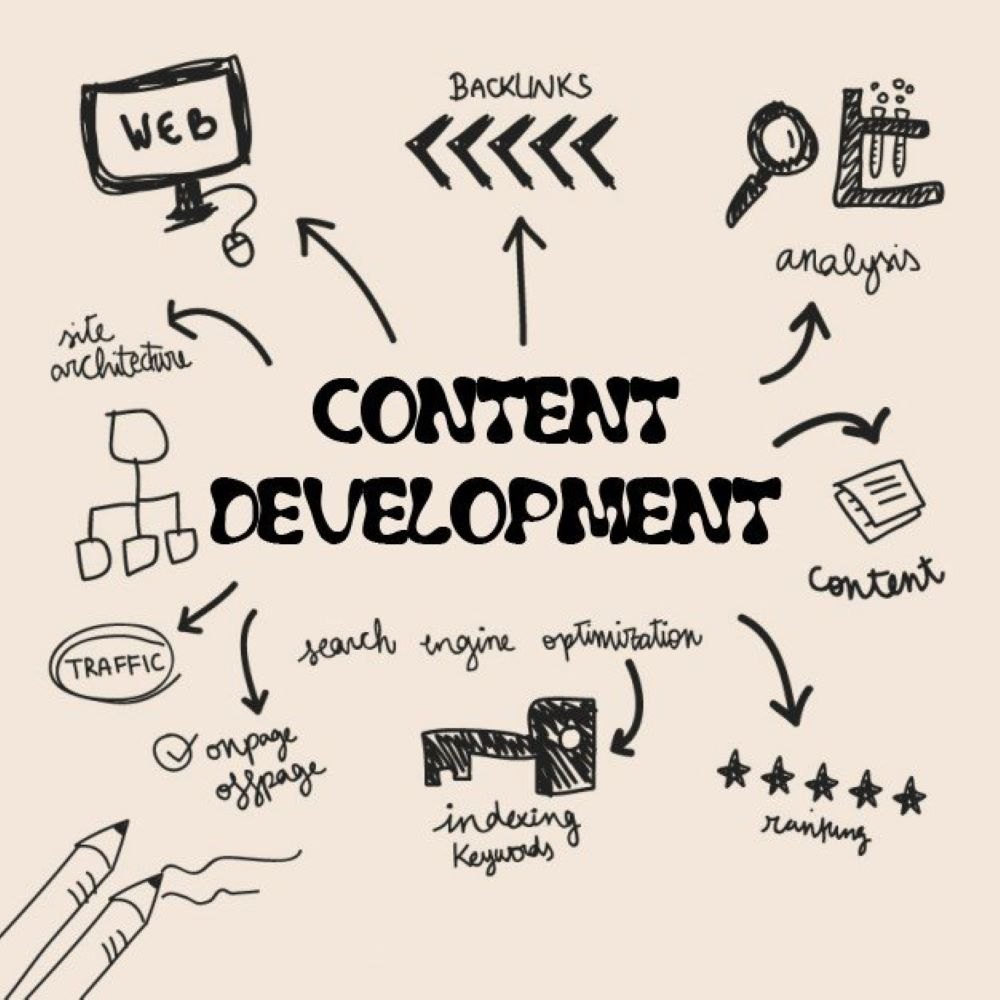 WEB
BACKLINKS
analysis
site
architecture
CONTENT
DEVELOPMENT
content
TRAFFIC
search engine optimization
onpage
offpage
indexing
Keywords
ranking